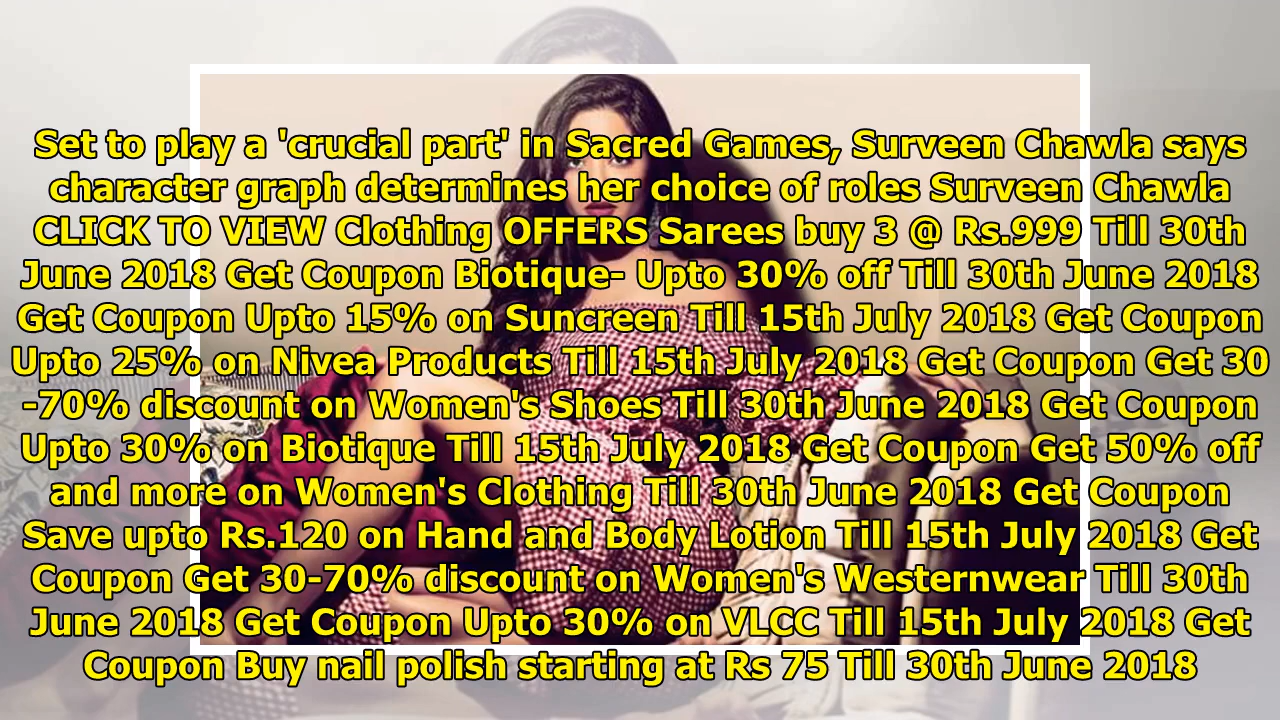 Set to play a 'crucial part' in Sacred Games, Surveen Chawla says
character graph determines her choice of roles Surveen Chawla
CLICK TO VIEW Clothing OFFERS Sarees buy 3 @ Rs.999 Till 30th
June 2018 Get Coupon Biotique- Upto 30% off Till 30th June 2018
Get Coupon Upto 15% on Suncreen Till 15th July 2018 Get Coupon
Upto 25% on Nivea Products Till 15th July 2018 Get Coupon Get 30
-70% discount on Women's Shoes Till 30th June 2018 Get Coupon
Upto 30% on Biotique Till 15th July 2018 Get Coupon Get 50% off
and more on Women's Clothing Till 30th June 2018 Get Coupon
Save upto Rs.120 on Hand and Body Lotion Till 15th July 2018 Get
Coupon Get 30-70% discount on Women's Westernwear Till 30th
June 2018 Get Coupon Upto 30% on VLCC Till 15th July 2018 Get
Coupon Buy nail polish starting at Rs 75 Till 30th June 2018